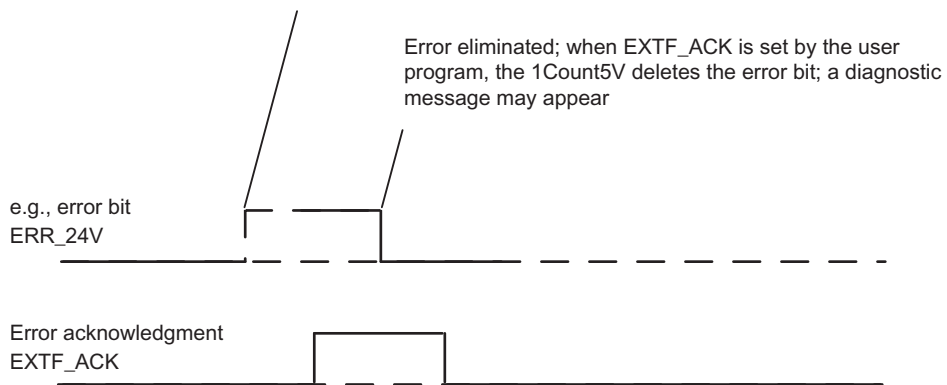 Error eliminated; when EXTF_ACK is set by the user
program, the 1Count5V deletes the error bit; a diagnostic
message may appear
e.g., error bit
ERR_24V
Error acknowledgment
EXTF_ACK